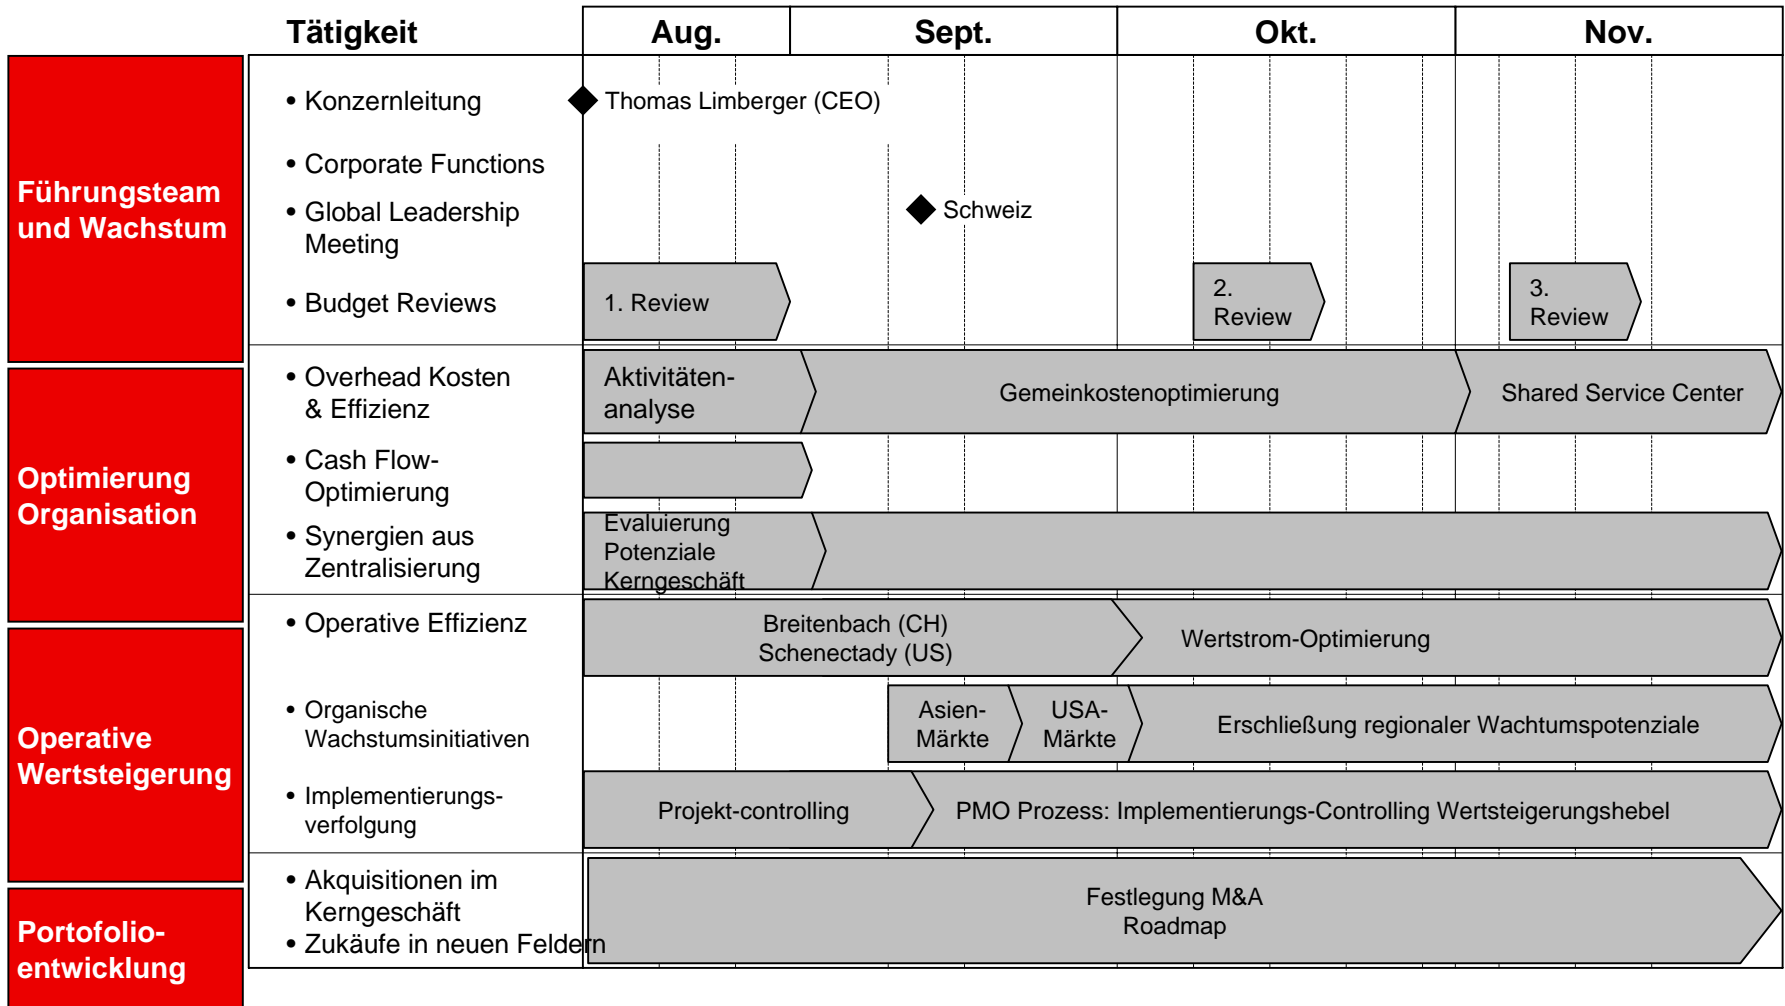 Tätigkeit
Aug.
Sept.
Okt.
Nov.
Führungsteam
und Wachstum
• Konzernleitung
Thomas Limberger (CEO)
• Corporate Functions
• Global Leadership
Meeting
Schweiz
• Budget Reviews
1. Review
2.
Review
3.
Review
Optimierung
Organisation
• Overhead Kosten
& Effizienz
Aktivitäten-
analyse
Gemeinkostenoptimierung
Shared Service Center
• Cash Flow-
Optimierung
• Synergien aus
Zentralisierung
Evaluierung
Potenziale
Kerngeschäft
Operative
Wertsteigerung
• Operative Effizienz
Breitenbach (CH)
Schenectady (US)
Wertstrom-Optimierung
• Organische
Wachstumsinitiativen
Asien-
Märkte
USA-
Märkte
Erschließung regionaler Wachtumspotenziale
• Implementierungs-
verfolgung
Projekt-controlling
PMO Prozess: Implementierungs-Controlling Wertsteigerungshebel
Portofolio-
entwicklung
• Akquisitionen im
Kerngeschäft
• Zukäufe in neuen Feldern
Festlegung M&A
Roadmap